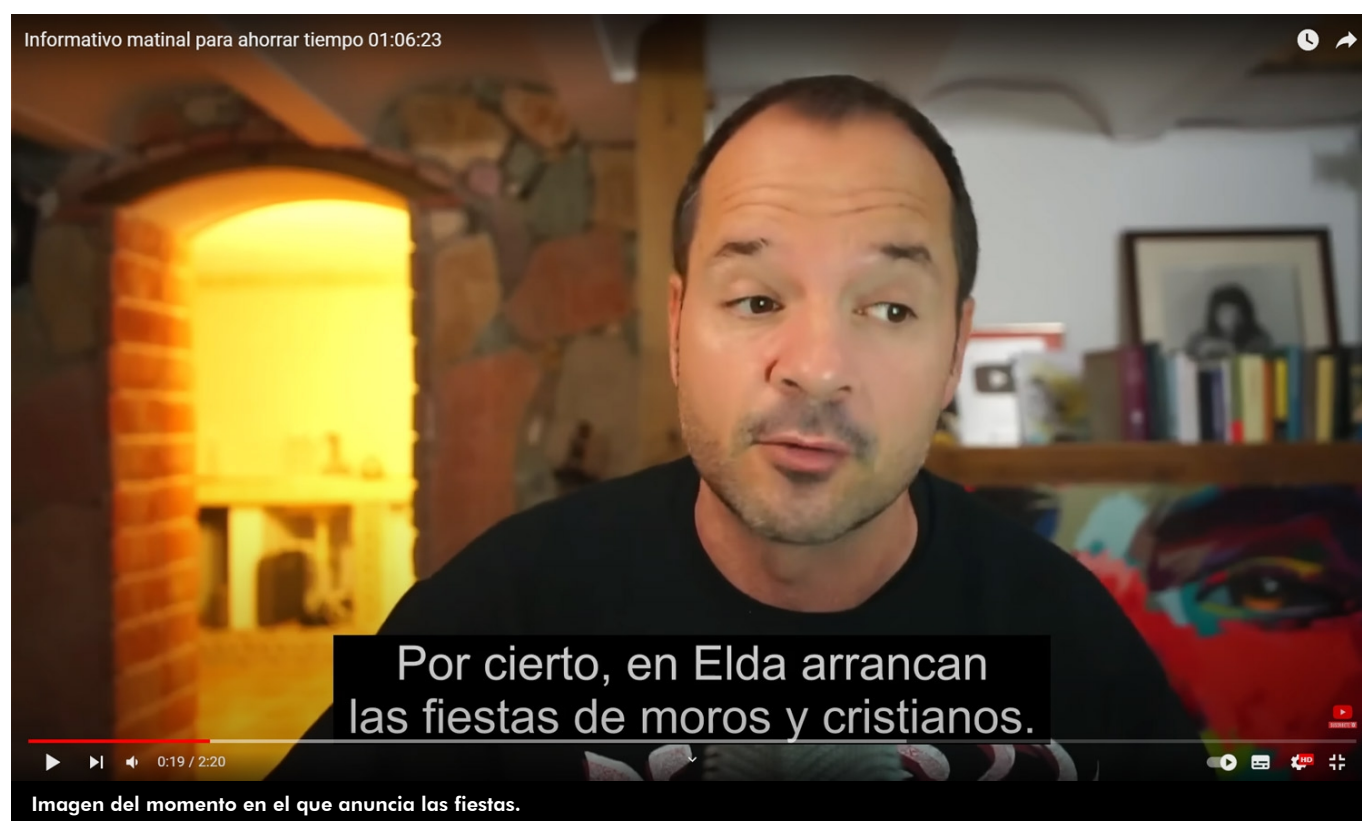 Informativo matinal para ahorrar tiempo 01:06:23
Por cierto, en Elda arrancan
las fiestas de moros y cristianos.
0:19 / 2:20
HD
Imagen del momento en el que anuncia las fiestas.